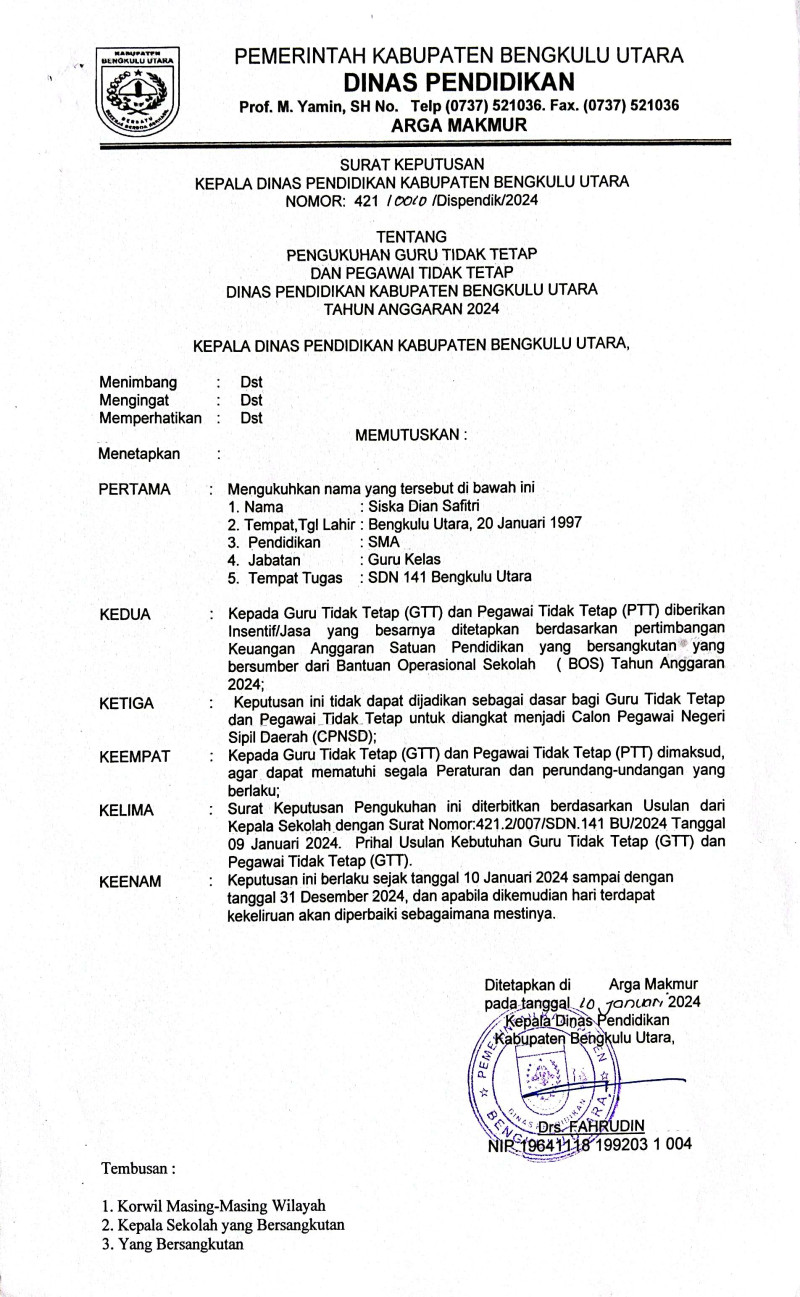 KABUPATEN
BENGKULU UTARA
PEMERINTAH KABUPATEN BENGKULU UTARA
DINAS PENDIDIKAN
Prof. M. Yamin, SH No. Telp (0737) 521036. Fax. (0737) 521036
ARGA MAKMUR
SURAT KEPUTUSAN
KEPALA DINAS PENDIDIKAN KABUPATEN BENGKULU UTARA
NOMOR: 421 /0010 /Dispendik/2024
TENTANG
PENGUKUHAN GURU TIDAK TETAP
DAN PEGAWAI TIDAK TETAP
DINAS PENDIDIKAN KABUPATEN BENGKULU UTARA
TAHUN ANGGARAN 2024
KEPALA DINAS PENDIDIKAN KABUPATEN BENGKULU UTARA,
Menimbang : Dst
Mengingat : Dst
Memperhatikan : Dst
MEMUTUSKAN :
Menetapkan :
PERTAMA : Mengukuhkan nama yang tersebut di bawah ini
1. Nama : Siska Dian Safitri
2. Tempat,Tgl Lahir : Bengkulu Utara, 20 Januari 1997
3. Pendidikan : SMA
4. Jabatan : Guru Kelas
5. Tempat Tugas : SDN 141 Bengkulu Utara
KEDUA : Kepada Guru Tidak Tetap (GTT) dan Pegawai Tidak Tetap (PTT) diberikan
Insentif/Jasa yang besarnya ditetapkan berdasarkan pertimbangan
Keuangan Anggaran Satuan Pendidikan yang bersangkutan yang
bersumber dari Bantuan Operasional Sekolah ( BOS) Tahun Anggaran
2024;
KETIGA : Keputusan ini tidak dapat dijadikan sebagai dasar bagi Guru Tidak Tetap
dan Pegawai Tidak Tetap untuk diangkat menjadi Calon Pegawai Negeri
Sipil Daerah (CPNSD);
KEEMPAT : Kepada Guru Tidak Tetap (GTT) dan Pegawai Tidak Tetap (PTT) dimaksud,
agar dapat mematuhi segala Peraturan dan perundang-undangan yang
berlaku;
KELIMA : Surat Keputusan Pengukuhan ini diterbitkan berdasarkan Usulan dari
Kepala Sekolah dengan Surat Nomor:421.2/007/SDN.141 BU/2024 Tanggal
09 Januari 2024. Prihal Usulan Kebutuhan Guru Tidak Tetap (GTT) dan
Pegawai Tidak Tetap (GTT).
KEENAM : Keputusan ini berlaku sejak tanggal 10 Januari 2024 sampai dengan
tanggal 31 Desember 2024, dan apabila dikemudian hari terdapat
kekeliruan akan diperbaiki sebagaimana mestinya.
Ditetapkan di Arga Makmur
pada tanggal 10 Januari 2024
Kepala Dinas Pendidikan
Kabupaten Bengkulu Utara,
DINAS PENDIDIKAN
BENGKULU UTARA
Drs. FAHRUDIN
NIP 19641118 199203 1 004
Tembusan :
1. Korwil Masing-Masing Wilayah
2. Kepala Sekolah yang Bersangkutan
3. Yang Bersangkutan